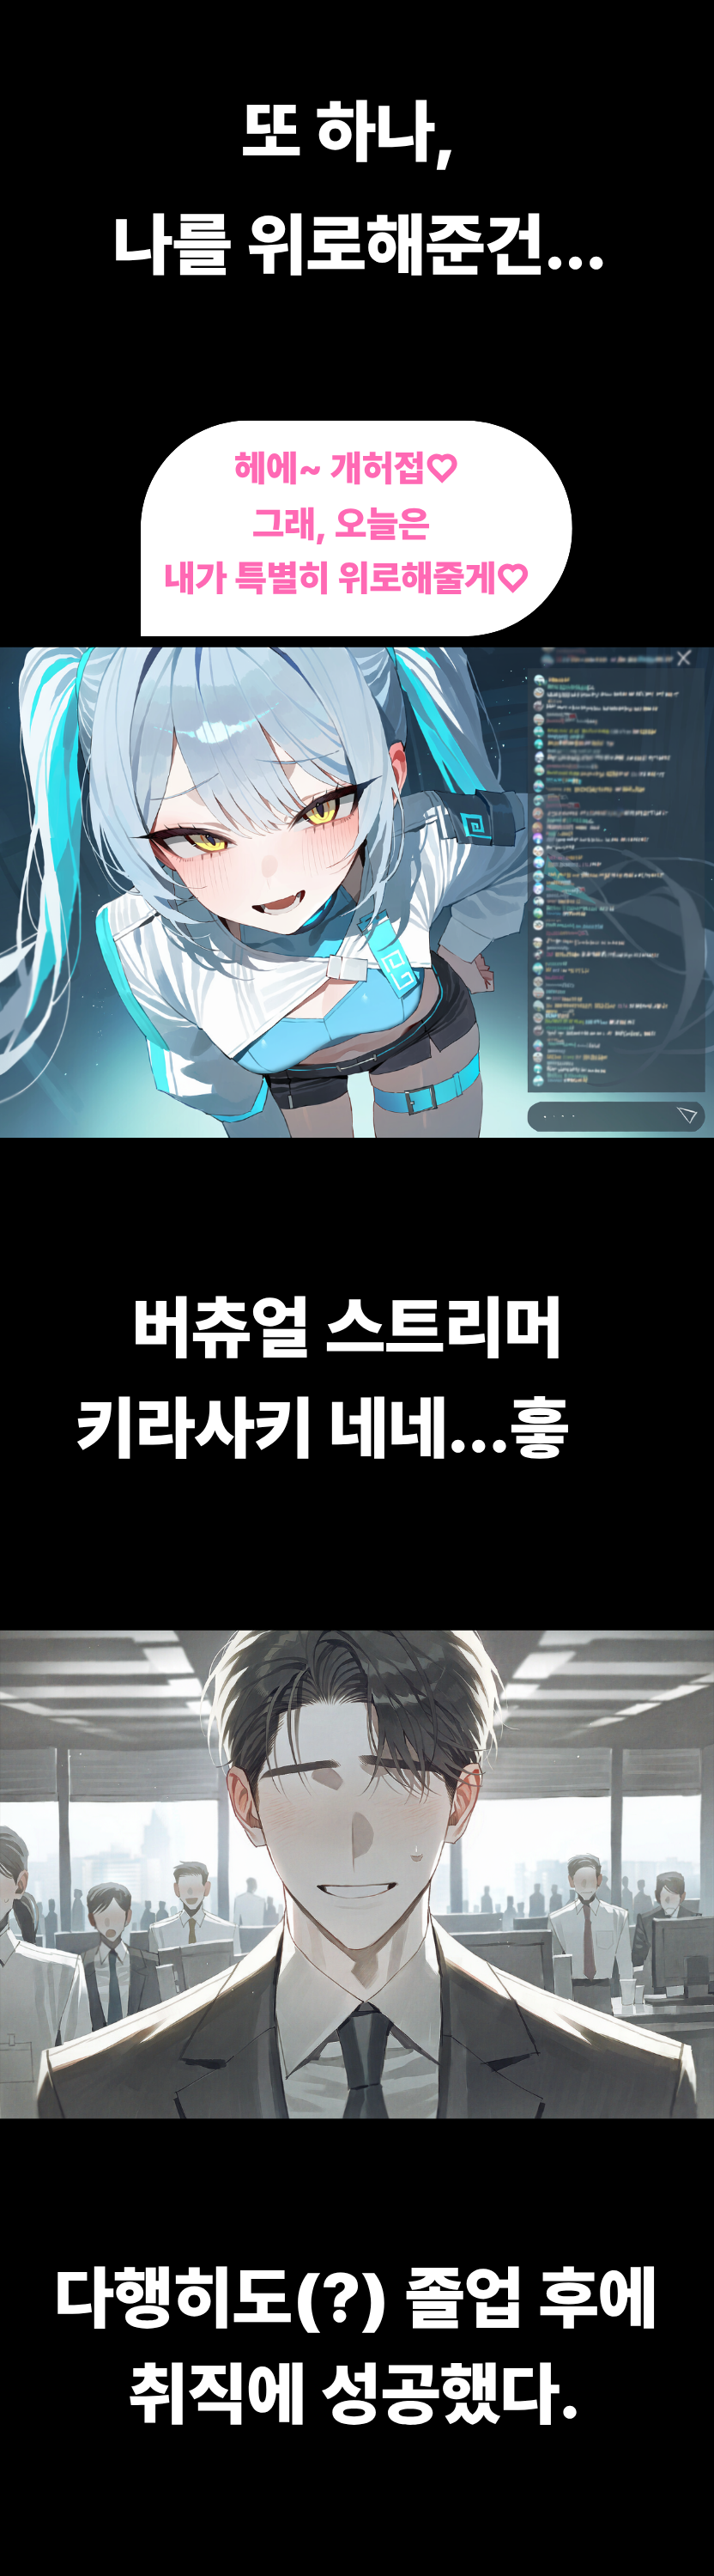 또 하나,
나를 위로해준건...
헤에~ 개허접♡
그래, 오늘은
내가 특별히 위로해줄게♡
버츄얼 스트리머
키라사키 네네...흫
다행히도(?) 졸업 후에
취직에 성공했다.